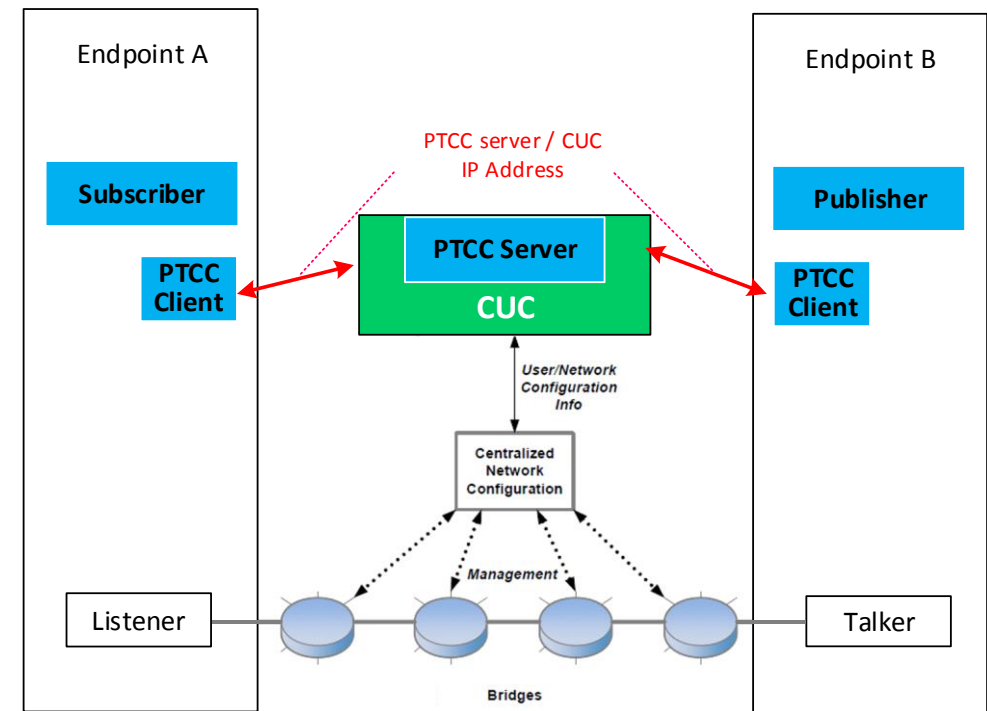 Endpoint A
Endpoint B
PTCC server / CUC
IP Address
Subscriber
Publisher
PTCC Server
PTCC
Client
CUC
PTCC
Client
User/Network
Configuration
Info
Centralized
Network
Configuration
Management
Listener
Talker
Bridges